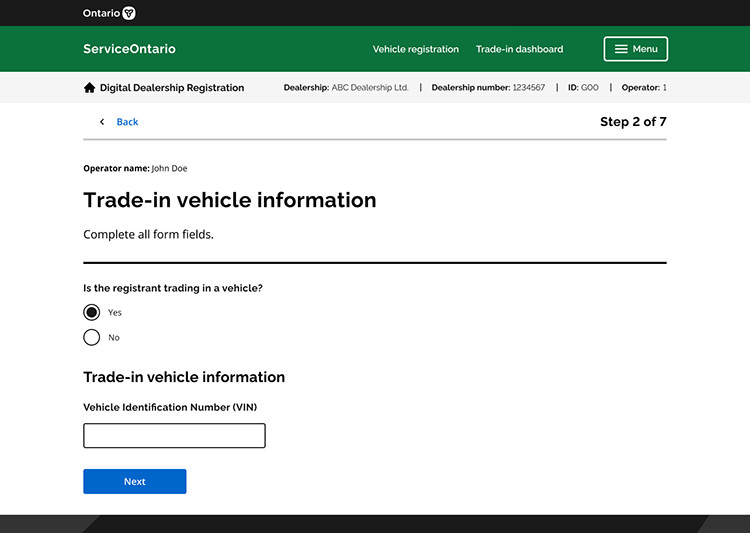 Ontario
ServiceOntario Vehicle registration Trade-in dashboard Menu
Digital Dealership Registration Dealership: ABC Dealership Ltd. | Dealership number: 1234567 | ID: G00 | Operator: 1
Back Step 2 of 7
Operator name: John Doe
Trade-in vehicle information
Complete all form fields.
Is the registrant trading in a vehicle?
Yes
No
Trade-in vehicle information
Vehicle Identification Number (VIN)
Next